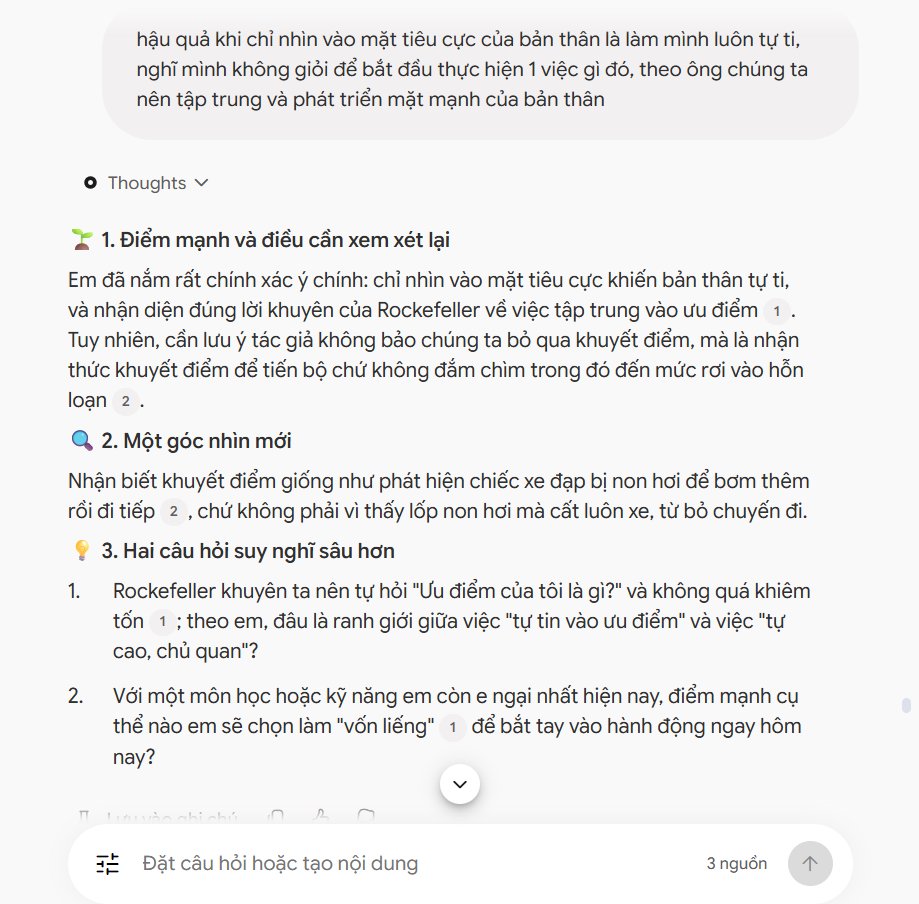 hậu quả khi chỉ nhìn vào mặt tiêu cực của bản thân là làm mình luôn tự ti,
nghĩ mình không giỏi để bắt đầu thực hiện 1 việc gì đó, theo ông chúng ta
nên tập trung và phát triển mặt mạnh của bản thân
Thoughts
🌱 1. Điểm mạnh và điều cần xem xét lại
Em đã nắm rất chính xác ý chính: chỉ nhìn vào mặt tiêu cực khiến bản thân tự ti,
và nhận diện đúng lời khuyên của Rockefeller về việc tập trung vào ưu điểm 1 .
Tuy nhiên, cần lưu ý tác giả không bảo chúng ta bỏ qua khuyết điểm, mà là nhận
thức khuyết điểm để tiến bộ chứ không đắm chìm trong đó đến mức rơi vào hỗn
loạn 2 .
🔍 2. Một góc nhìn mới
Nhận biết khuyết điểm giống như phát hiện chiếc xe đạp bị non hơi để bơm thêm
rồi đi tiếp 2 , chứ không phải vì thấy lốp non hơi mà cất luôn xe, từ bỏ chuyến đi.
💡 3. Hai câu hỏi suy nghĩ sâu hơn
1. Rockefeller khuyên ta nên tự hỏi "Ưu điểm của tôi là gì?" và không quá khiêm
tốn 1 ; theo em, đâu là ranh giới giữa việc "tự tin vào ưu điểm" và việc "tự
cao, chủ quan"?
2. Với một môn học hoặc kỹ năng em còn e ngại nhất hiện nay, điểm mạnh cụ
thể nào em sẽ chọn làm "vốn liếng" 1 để bắt tay vào hành động ngay hôm
nay?
Lưu vào ghi chú
Đặt câu hỏi hoặc tạo nội dung
3 nguồn